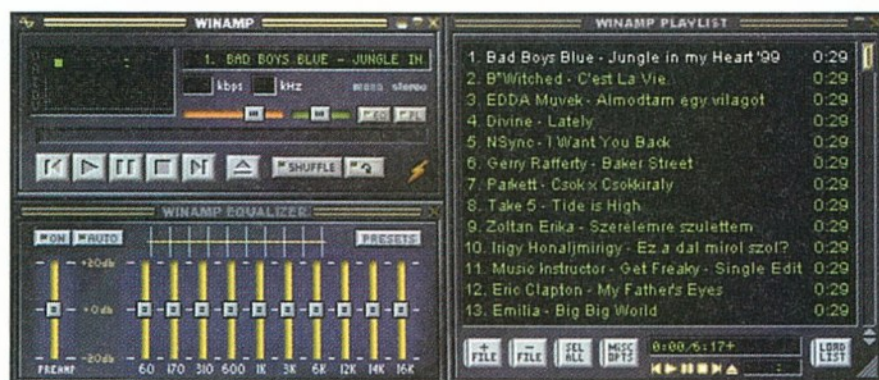 WINAMP
1. BAD BOYS BLUE - JUNGLE IN
kbps kHz mono stereo
EQ PL
SHUFFLE
WINAMP EQUALIZER
ON AUTO PRESETS
+20db
+0db
-20db
PREAMP 60 170 310 600 1K 3K 6K 12K 14K 16K
WINAMP PLAYLIST
1. Bad Boys Blue - Jungle in my Heart '99 0:29
2. B*Witched - C'est La Vie 0:29
3. EDDA Muvek - Almodtam egy vilagot 0:29
4. Divine - Lately 0:29
5. NSync - I Want You Back 0:29
6. Gerry Rafferty - Baker Street 0:29
7. Parkett - Csok x Csokkiraly 0:29
8. Take 5 - Tide is High 0:29
9. Zoltan Erika - Szerelemre szulettem 0:29
10. Irigy Honaljmirigy - Ez a dal mirol szol? 0:29
11. Music Instructor - Get Freaky - Single Edit 0:29
12. Eric Clapton - My Father's Eyes 0:29
13. Emilia - Big Big World 0:29
+ FILE - FILE SEL ALL MISC OPTS 0:00/6:17+ LOAD LIST